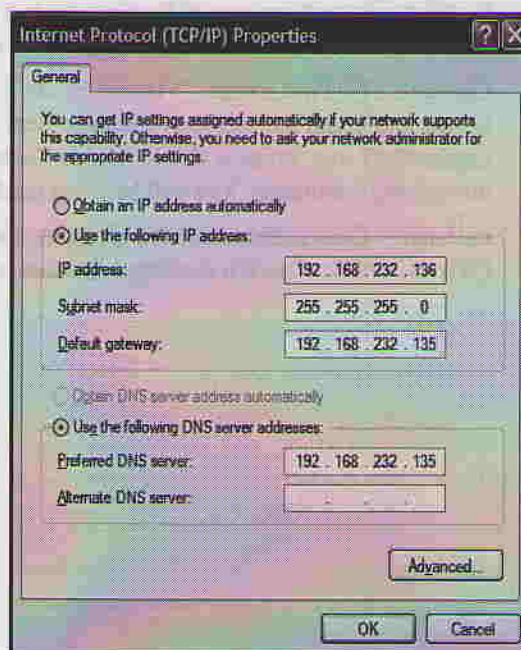 Internet Protocol (TCP/IP) Properties
General
You can get IP settings assigned automatically if your network supports
this capability. Otherwise, you need to ask your network administrator for
the appropriate IP settings.
Obtain an IP address automatically
Use the following IP address:
IP address: 192 . 168 . 232 . 136
Subnet mask: 255 . 255 . 255 . 0
Default gateway: 192 . 168 . 232 . 135
Obtain DNS server address automatically
Use the following DNS server addresses:
Preferred DNS server: 192 . 168 . 232 . 135
Alternate DNS server: . . .
Advanced...
OK Cancel